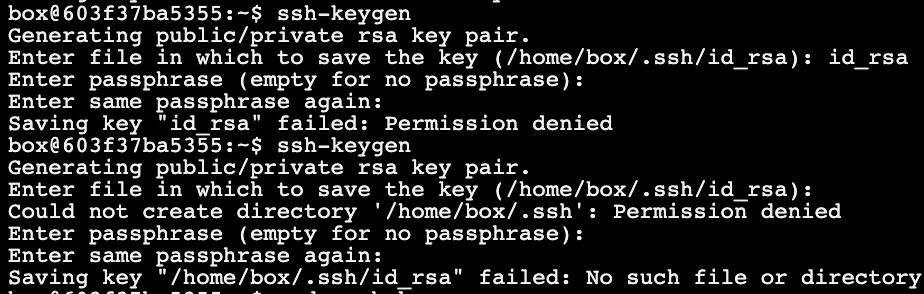 box@603f37ba5355:~$ ssh-keygen
Generating public/private rsa key pair.
Enter file in which to save the key (/home/box/.ssh/id_rsa): id_rsa
Enter passphrase (empty for no passphrase):
Enter same passphrase again:
Saving key "id_rsa" failed: Permission denied
box@603f37ba5355:~$ ssh-keygen
Generating public/private rsa key pair.
Enter file in which to save the key (/home/box/.ssh/id_rsa):
Could not create directory '/home/box/.ssh': Permission denied
Enter passphrase (empty for no passphrase):
Enter same passphrase again:
Saving key "/home/box/.ssh/id_rsa" failed: No such file or directory